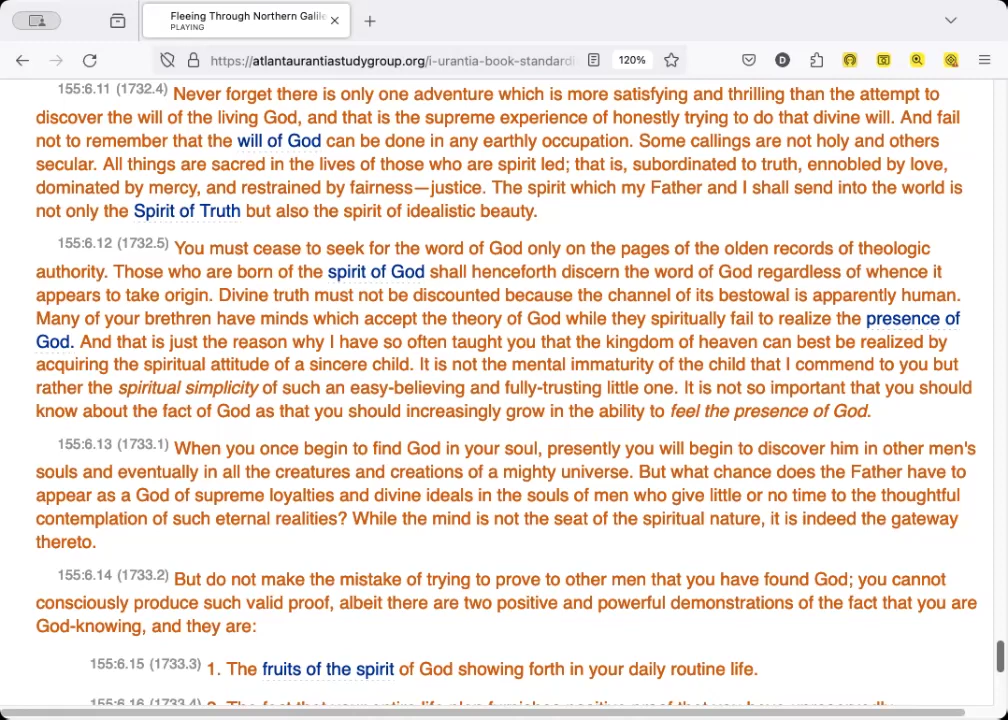 Fleeing Through Northern Galile
PLAYING
https://atlantaurantiastudygroup.org/i-urantia-book-standardi
120%
155:6.11 (1732.4) Never forget there is only one adventure which is more satisfying and thrilling than the attempt to
discover the will of the living God, and that is the supreme experience of honestly trying to do that divine will. And fail
not to remember that the will of God can be done in any earthly occupation. Some callings are not holy and others
secular. All things are sacred in the lives of those who are spirit led; that is, subordinated to truth, ennobled by love,
dominated by mercy, and restrained by fairness—justice. The spirit which my Father and I shall send into the world is
not only the Spirit of Truth but also the spirit of idealistic beauty.
155:6.12 (1732.5) You must cease to seek for the word of God only on the pages of the olden records of theologic
authority. Those who are born of the spirit of God shall henceforth discern the word of God regardless of whence it
appears to take origin. Divine truth must not be discounted because the channel of its bestowal is apparently human.
Many of your brethren have minds which accept the theory of God while they spiritually fail to realize the presence of
God. And that is just the reason why I have so often taught you that the kingdom of heaven can best be realized by
acquiring the spiritual attitude of a sincere child. It is not the mental immaturity of the child that I commend to you but
rather the spiritual simplicity of such an easy-believing and fully-trusting little one. It is not so important that you should
know about the fact of God as that you should increasingly grow in the ability to feel the presence of God.
155:6.13 (1733.1) When you once begin to find God in your soul, presently you will begin to discover him in other men's
souls and eventually in all the creatures and creations of a mighty universe. But what chance does the Father have to
appear as a God of supreme loyalties and divine ideals in the souls of men who give little or no time to the thoughtful
contemplation of such eternal realities? While the mind is not the seat of the spiritual nature, it is indeed the gateway
thereto.
155:6.14 (1733.2) But do not make the mistake of trying to prove to other men that you have found God; you cannot
consciously produce such valid proof, albeit there are two positive and powerful demonstrations of the fact that you are
God-knowing, and they are:
155:6.15 (1733.3) 1. The fruits of the spirit of God showing forth in your daily routine life.
155:6.16 (1733.4) 2. The fact that your entire life plan furnishes positive proof that you have unreservedly